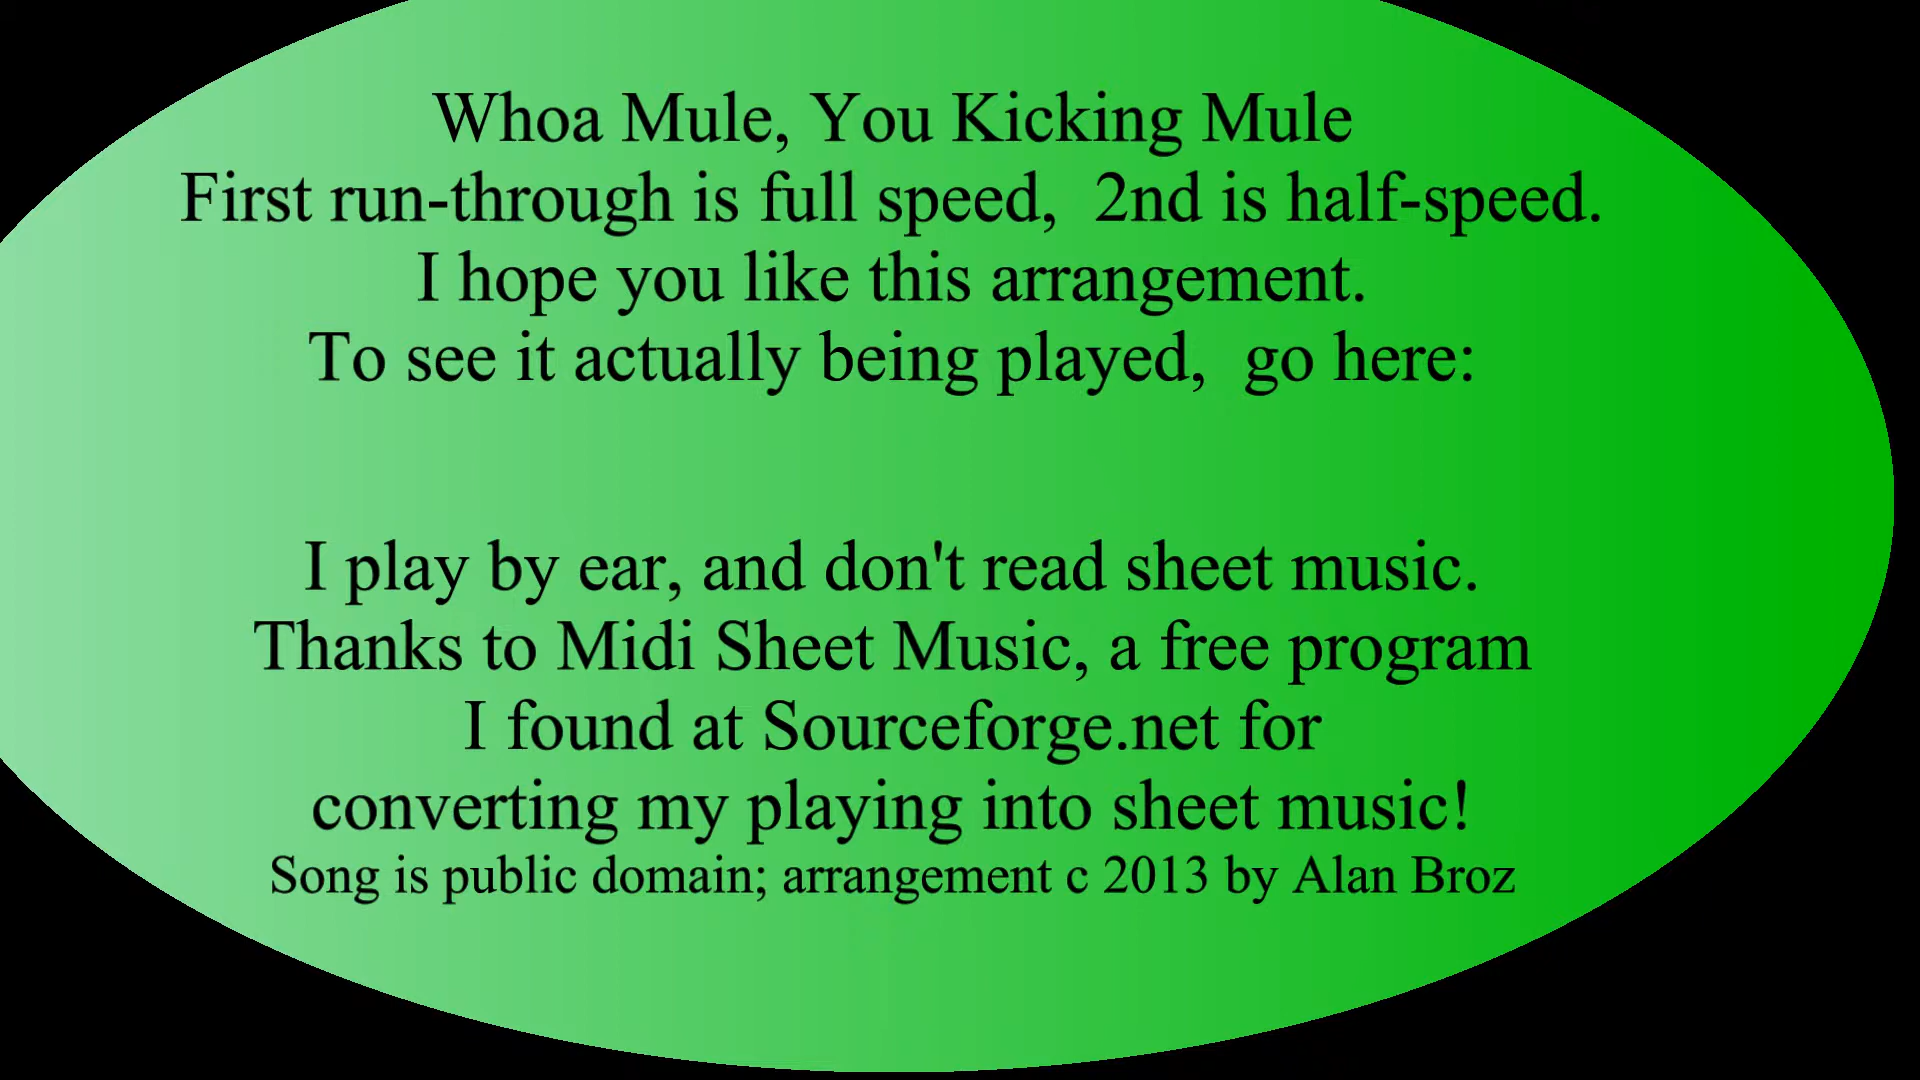 Whoa Mule, You Kicking Mule
First run-through is full speed,  2nd is half-speed.
I hope you like this arrangement.
To see it actually being played,  go here:
I play by ear, and don't read sheet music.
Thanks to Midi Sheet Music, a free program
I found at Sourceforge.net for
converting my playing into sheet music!
Song is public domain; arrangement c 2013 by Alan Broz